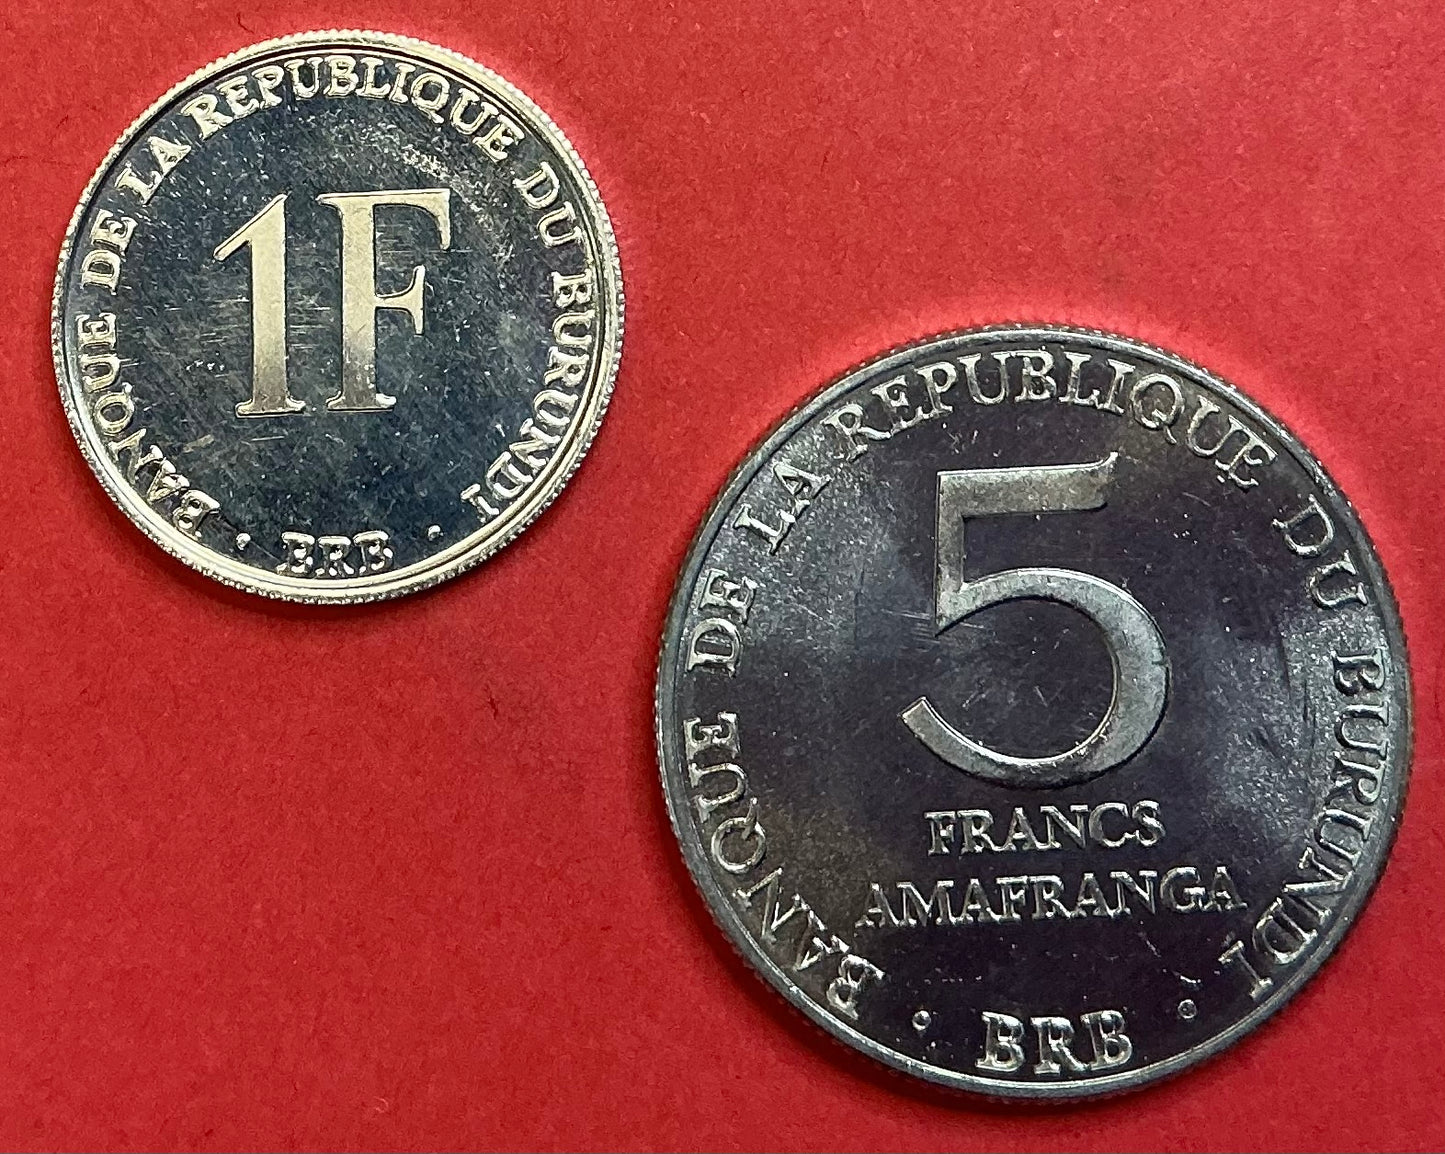 BANQUE DE LA REPUBLIQUE DU BURUNDI
1F
· BRB ·
BANQUE DE LA REPUBLIQUE DU BURUNDI
5
FRANCS
AMAFRANGA
· BRB ·